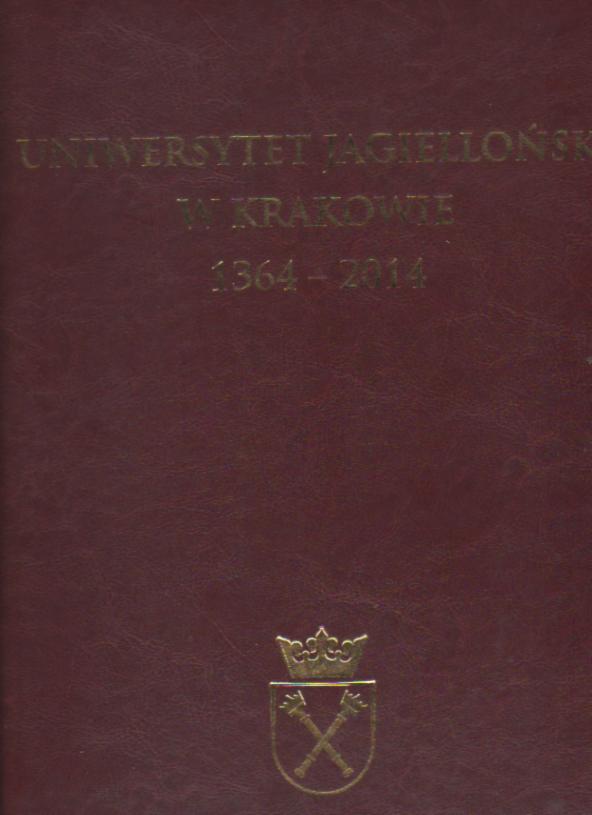 UNIWERSYTET JAGIELLOŃSK
W KRAKOWIE
1364 – 2014